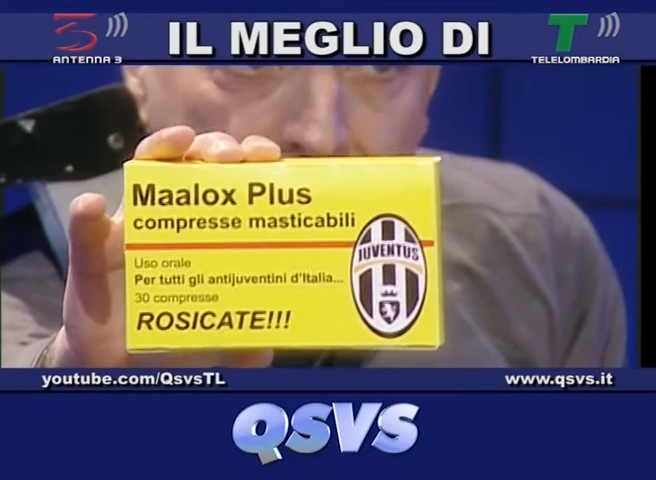 3
ANTENNA 3
IL MEGLIO DI
T
TELELOMBARDIA
Maalox Plus
compresse masticabili
JUVENTUS
Uso orale
Per tutti gli antijuventini d'Italia...
30 compresse
ROSICATE!!!
youtube.com/QsvsTL
www.qsvs.it
QSVS